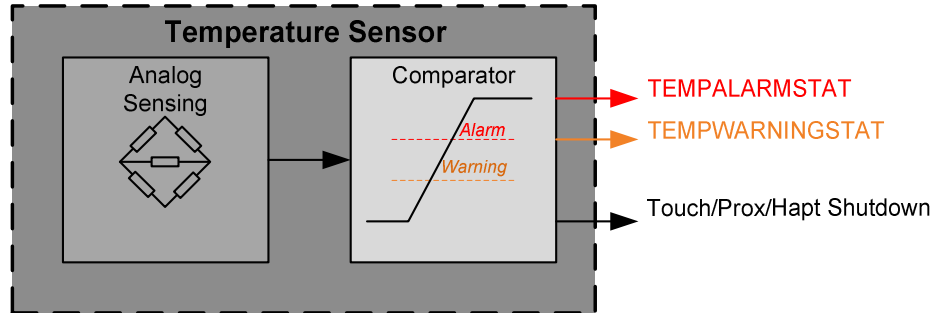 Temperature Sensor
Analog
Sensing
Comparator
Alarm
Warning
TEMPALARMSTAT
TEMPWARNINGSTAT
Touch/Prox/Hapt Shutdown